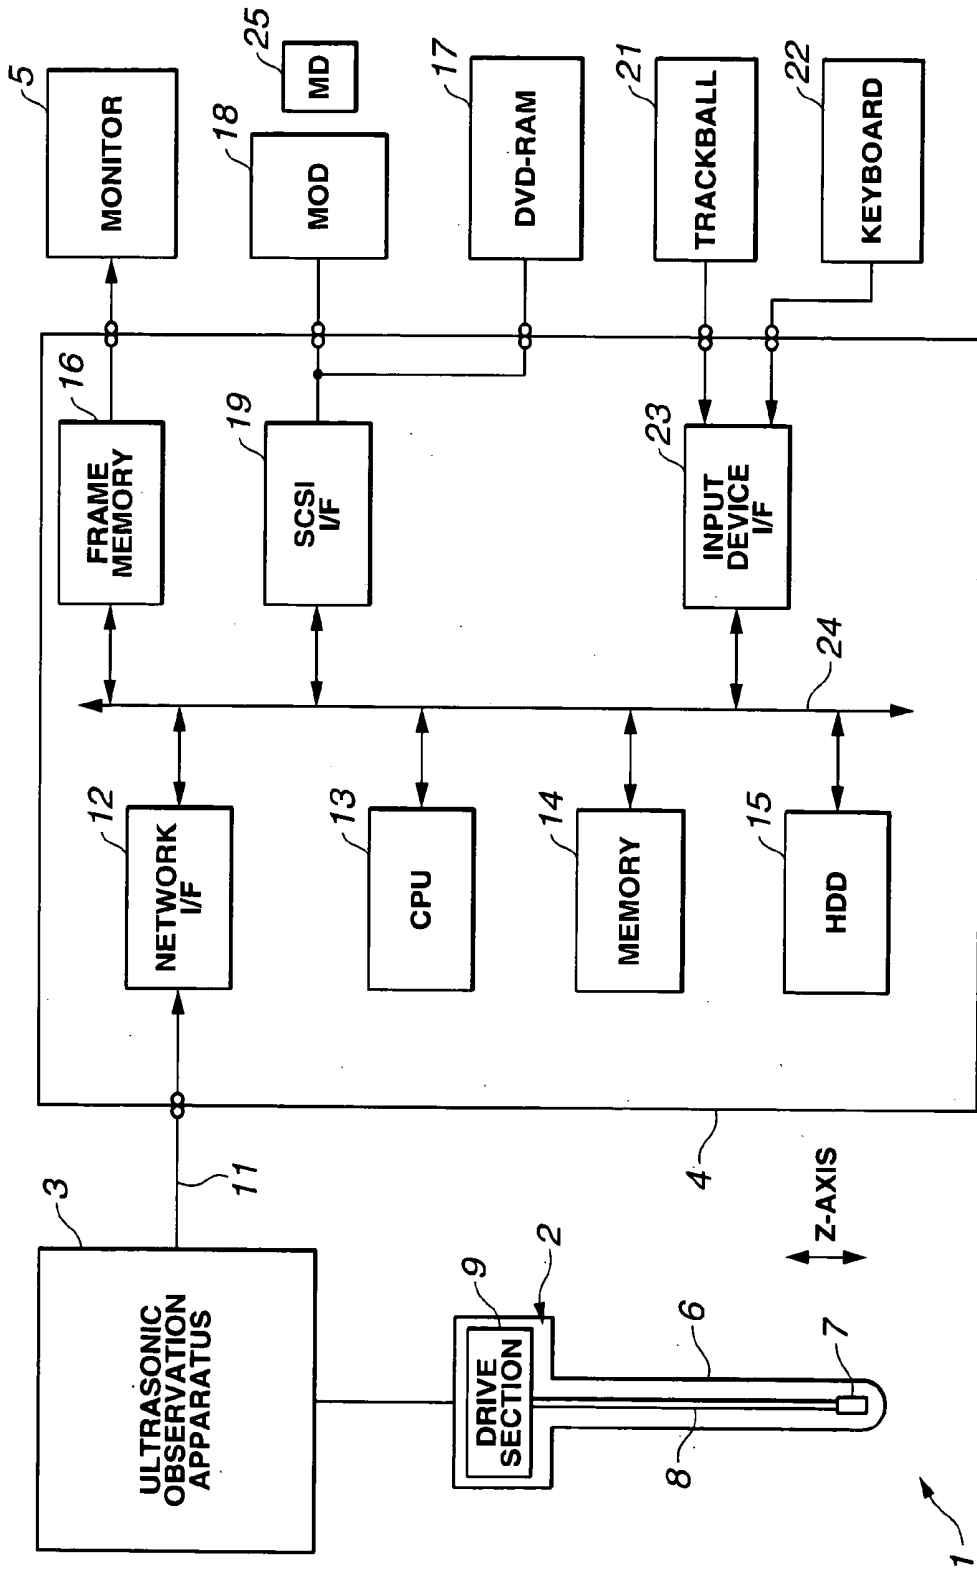 1
3
ULTRASONIC
OBSERVATION
APPARATUS
11
2
9
DRIVE
SECTION
6
8
7
Z-AXIS
4
12
NETWORK
I/F
13
CPU
14
MEMORY
15
HDD
24
16
FRAME
MEMORY
19
SCSI
I/F
23
INPUT
DEVICE
I/F
5
MONITOR
18
MOD
25
MD
17
DVD-RAM
21
TRACKBALL
22
KEYBOARD